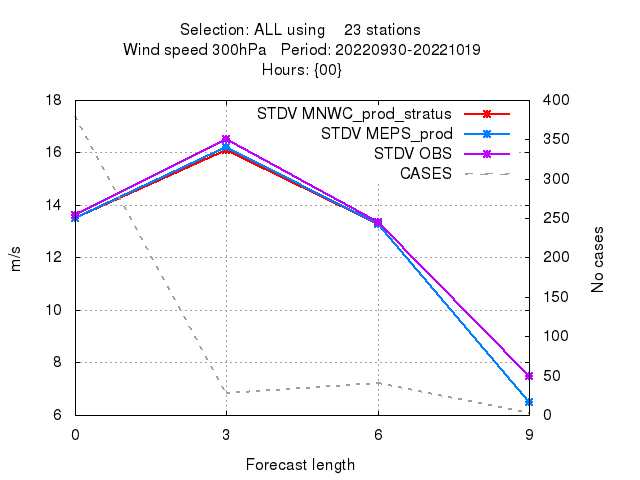 Selection: ALL using    23 stations
Wind speed 300hPa   Period: 20220930-20221019
Hours: {00}
18 400
STDV MNWC_prod_stratus
STDV MEPS_prod
STDV OBS
CASES
16 350
14 300
12 250
10 200
8 150
6 100
50
0
m/s
No cases
0 3 6 9
Forecast length